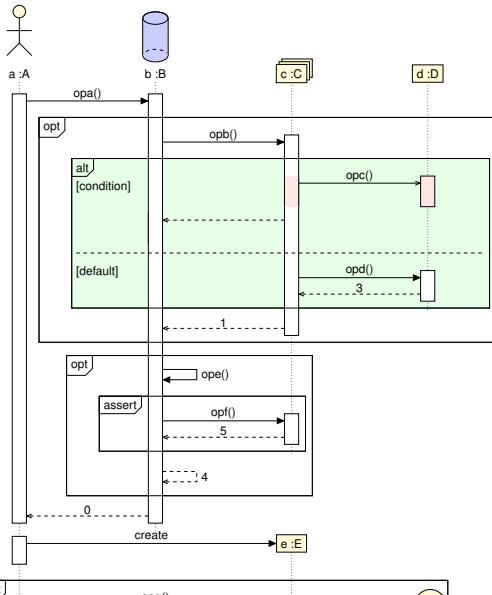 a :A
b :B
c :C
d :D
opa()
opt
opb()
alt
[condition]
opc()
[default]
opd()
3
1
opt
ope()
assert
opf()
5
4
0
create
e :E